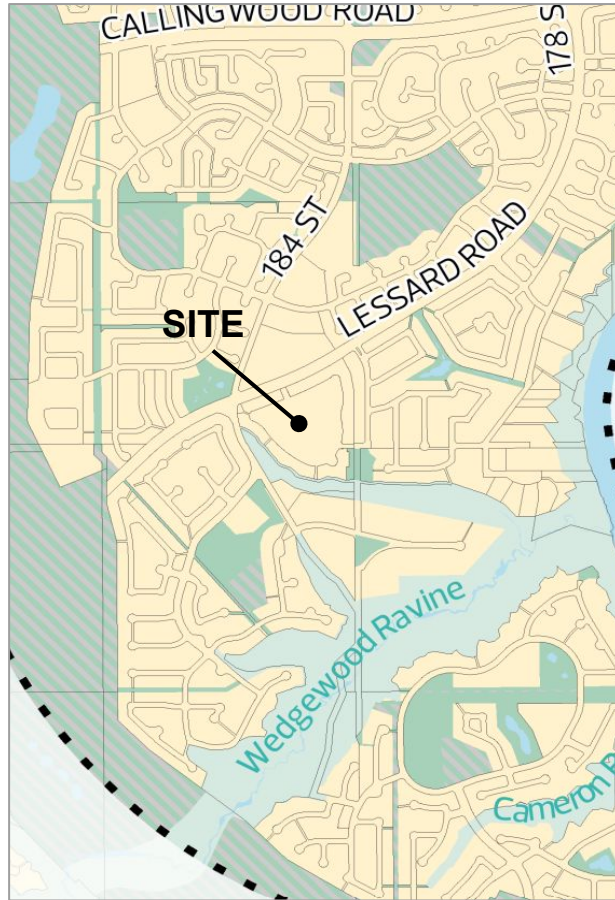 CALLINGWOOD ROAD
178 S
184 ST
LESSARD ROAD
SITE
Wedgewood Ravine
Cameron R